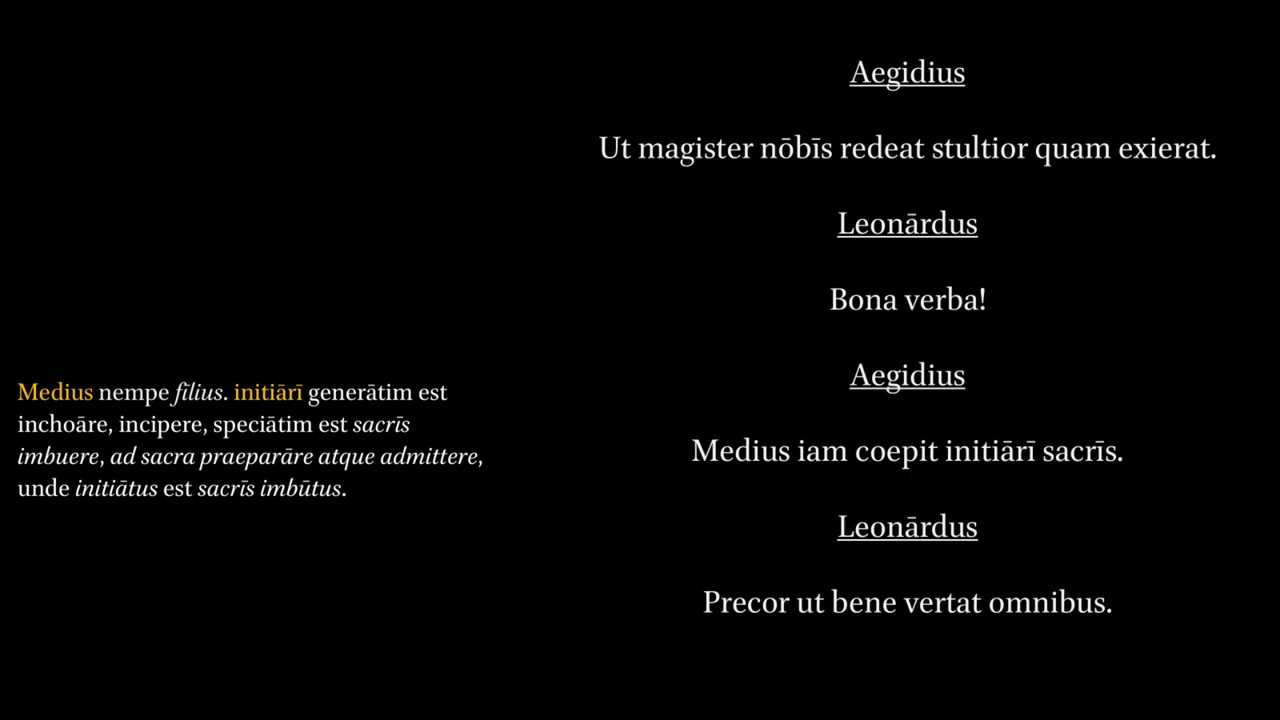 Medius nempe fīlius. initiārī generātim est
inchoāre, incipere, speciātim est sacrīs
imbuere, ad sacra praeparāre atque admittere,
unde initiātus est sacrīs imbūtus.
Aegidius
Ut magister nōbīs redeat stultior quam exierat.
Leonārdus
Bona verba!
Aegidius
Medius iam coepit initiārī sacrīs.
Leonārdus
Precor ut bene vertat omnibus.